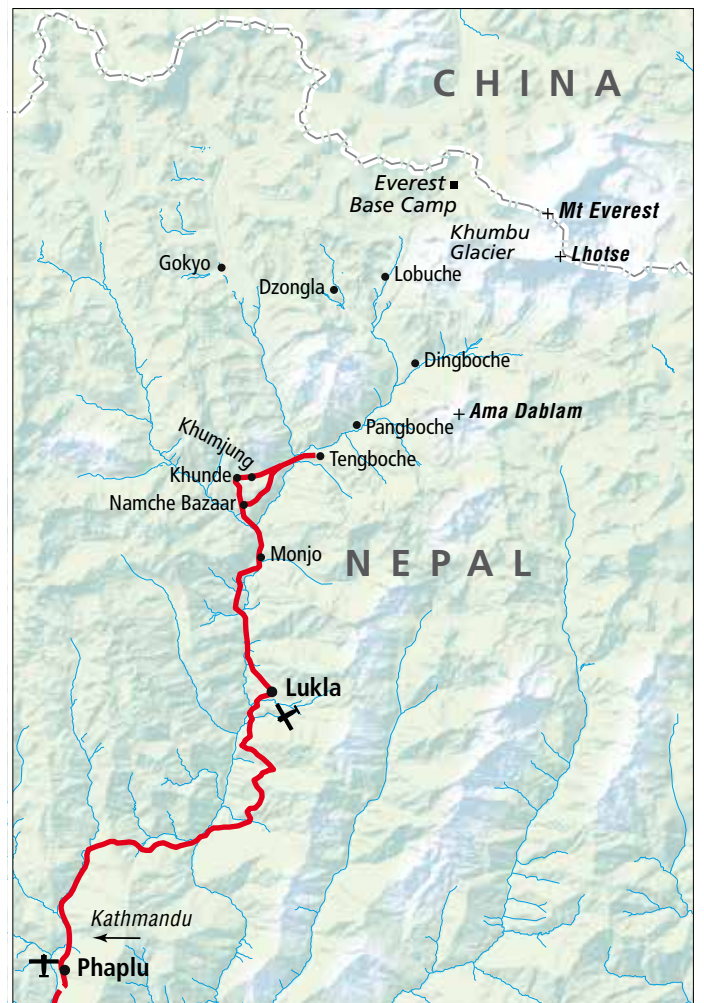 CHINA
Everest
Base Camp
Mt Everest
Khumbu
Glacier
Lhotse
Gokyo
Dzongla
Lobuche
Dingboche
Ama Dablam
Pangboche
Khumjung
Tengboche
Khunde
Namche Bazaar
Monjo
NEPAL
Lukla
Kathmandu
Phaplu